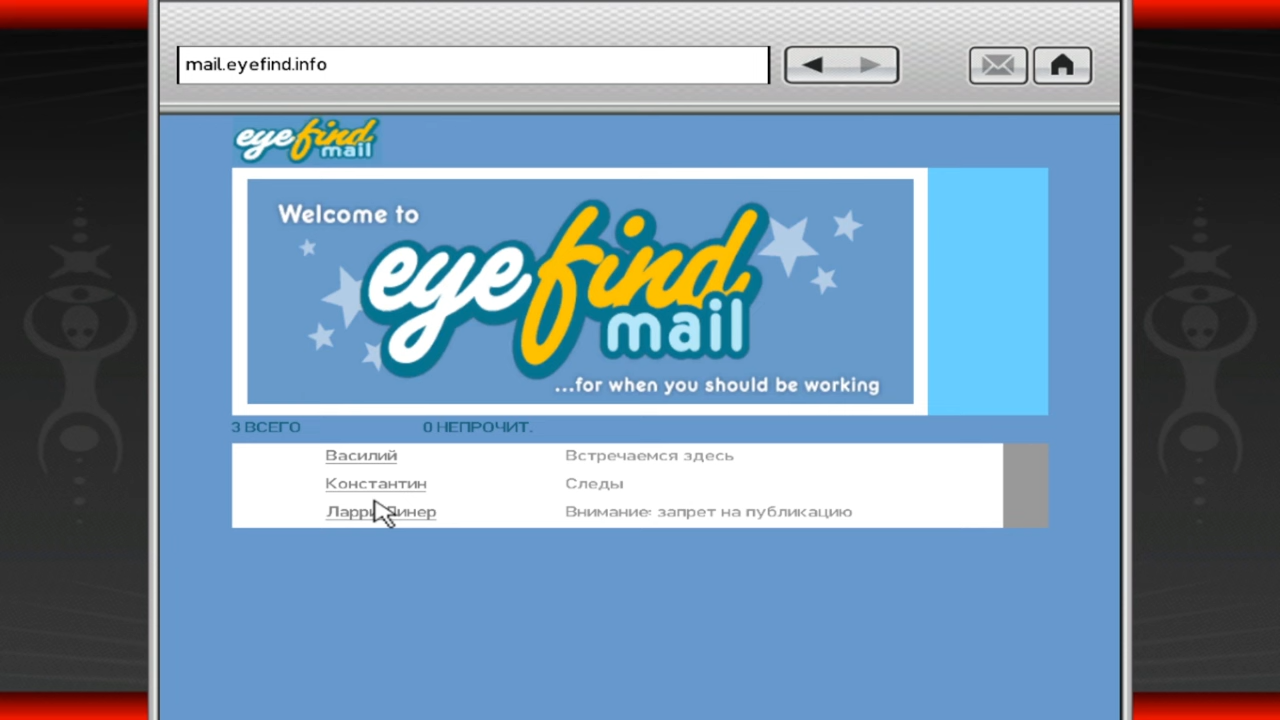 mail.eyefind.info
eyefind mail
Welcome to
eyefind mail
...for when you should be working
3 ВСЕГО 0 НЕПРОЧИТ.
Василий Встречаемся здесь
Константин Следы
Внимание: запрет на публикацию